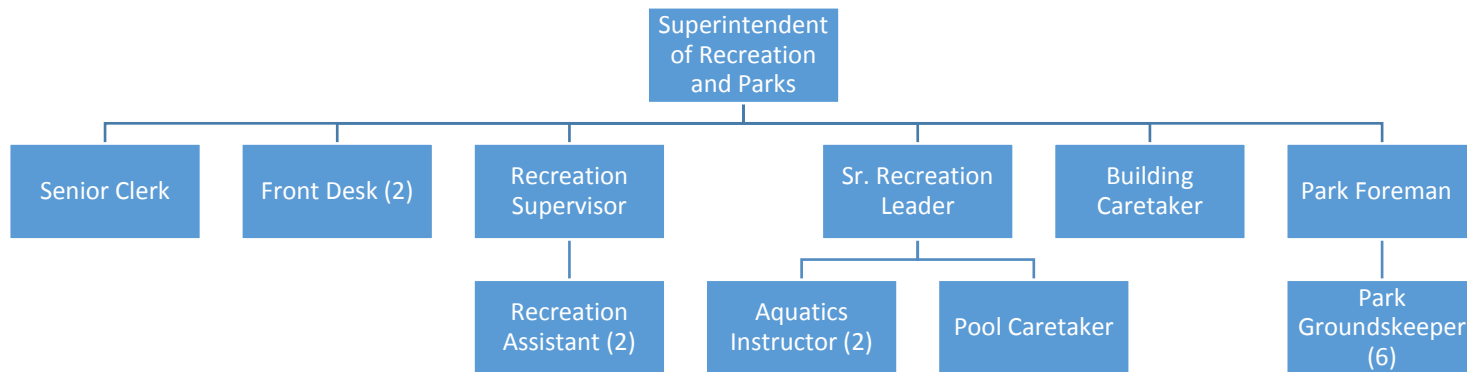 Superintendent
of Recreation
and Parks
Senior Clerk
Front Desk (2)
Recreation
Supervisor
Sr. Recreation
Leader
Building
Caretaker
Park Foreman
Recreation
Assistant (2)
Aquatics
Instructor (2)
Pool Caretaker
Park
Groundskeeper
(6)